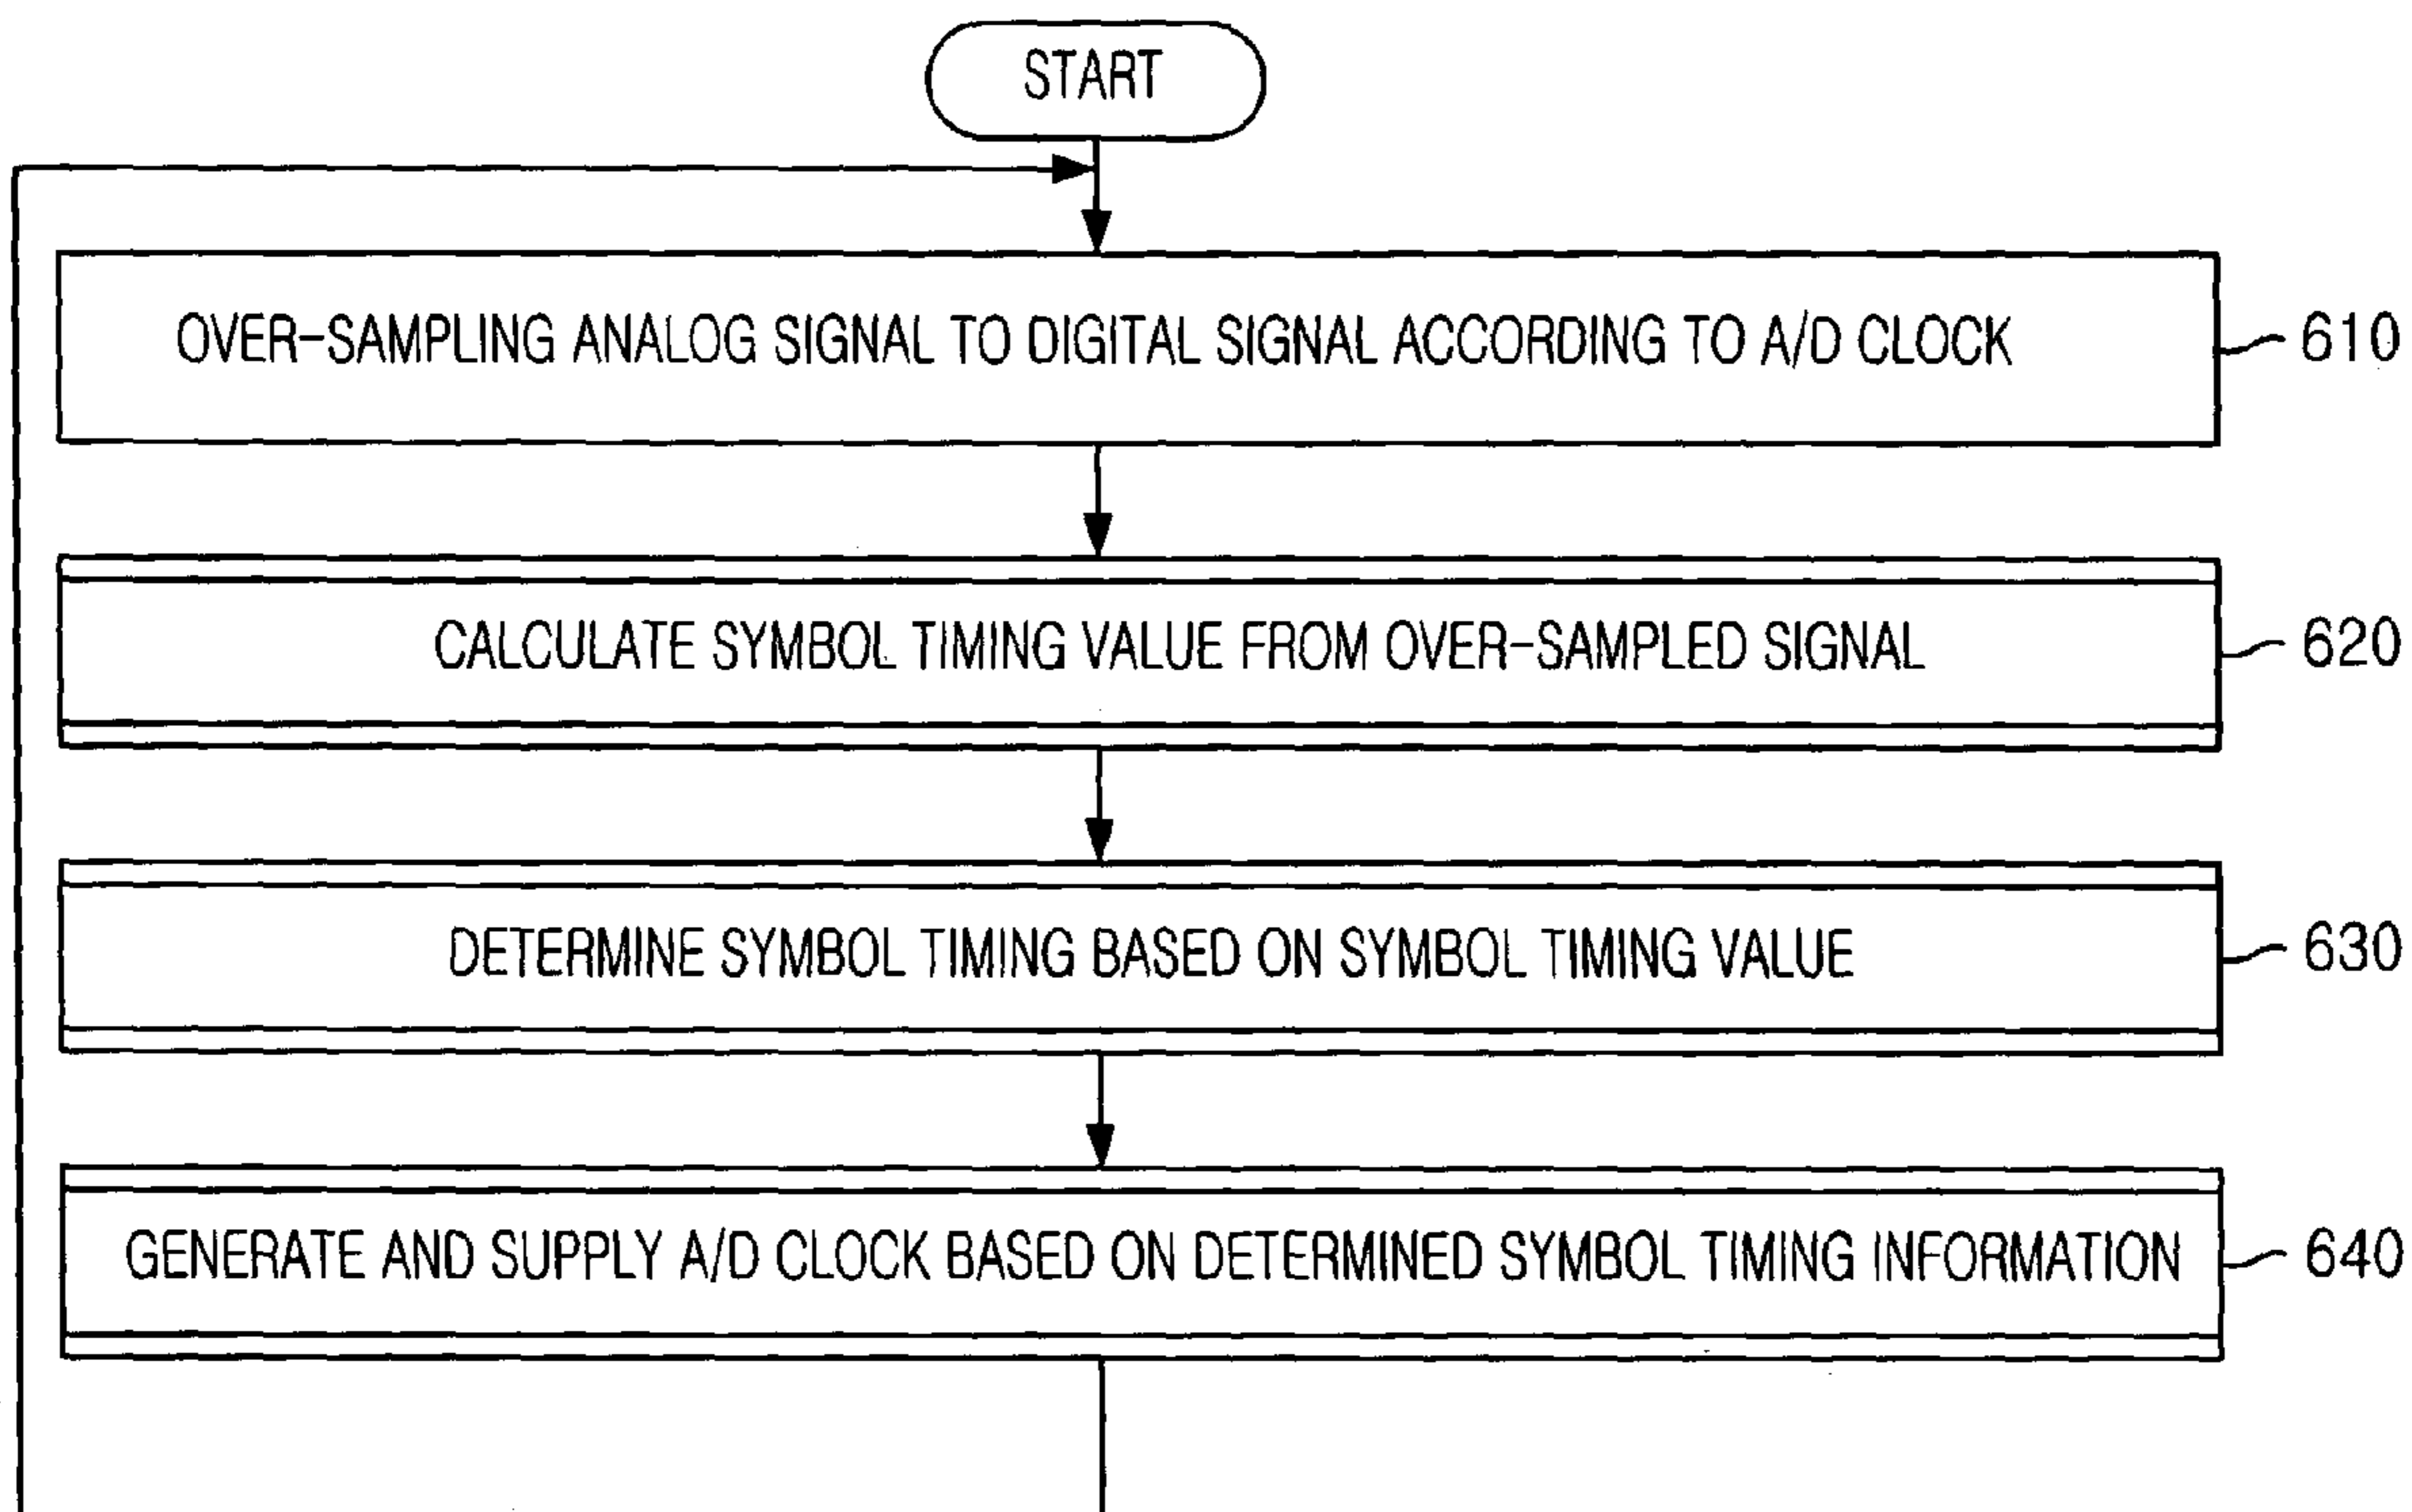 START
OVER-SAMPLING ANALOG SIGNAL TO DIGITAL SIGNAL ACCORDING TO A/D CLOCK
610
CALCULATE SYMBOL TIMING VALUE FROM OVER-SAMPLED SIGNAL
620
DETERMINE SYMBOL TIMING BASED ON SYMBOL TIMING VALUE
630
GENERATE AND SUPPLY A/D CLOCK BASED ON DETERMINED SYMBOL TIMING INFORMATION
640